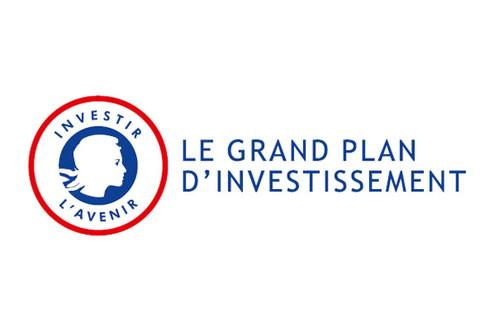 INVESTIR
L'AVENIR
LE GRAND PLAN
D'INVESTISSEMENT